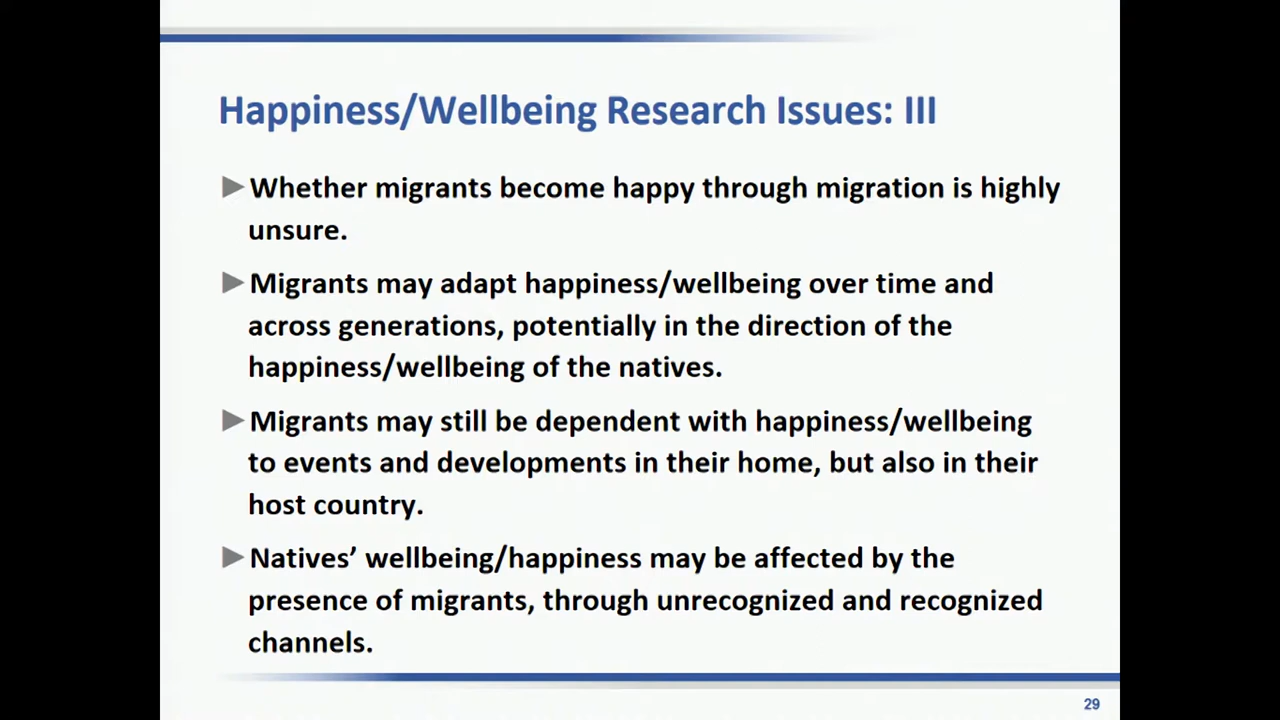 Happiness/Wellbeing Research Issues: III
Whether migrants become happy through migration is highly
unsure.
Migrants may adapt happiness/wellbeing over time and
across generations, potentially in the direction of the
happiness/wellbeing of the natives.
Migrants may still be dependent with happiness/wellbeing
to events and developments in their home, but also in their
host country.
Natives’ wellbeing/happiness may be affected by the
presence of migrants, through unrecognized and recognized
channels.
29